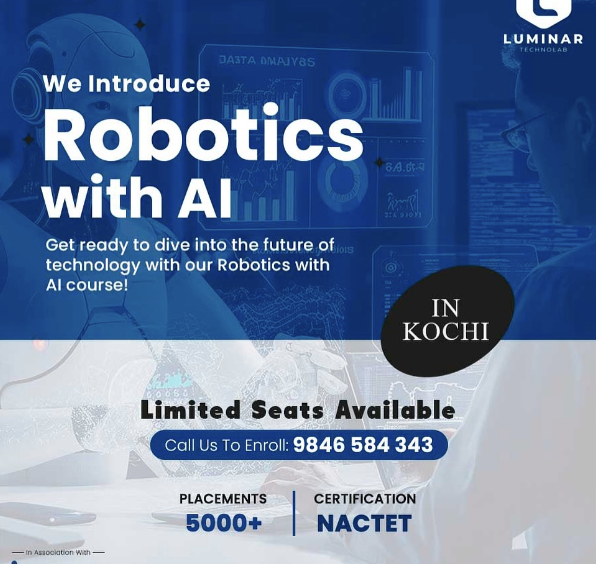 LUMINAR
TECHNOLAB
We Introduce
Robotics
with AI
Get ready to dive into the future of
technology with our Robotics with
AI course!
IN
KOCHI
Limited Seats Available
Call Us To Enroll: 9846 584 343
PLACEMENTS
5000+
CERTIFICATION
NACTET
In Association With